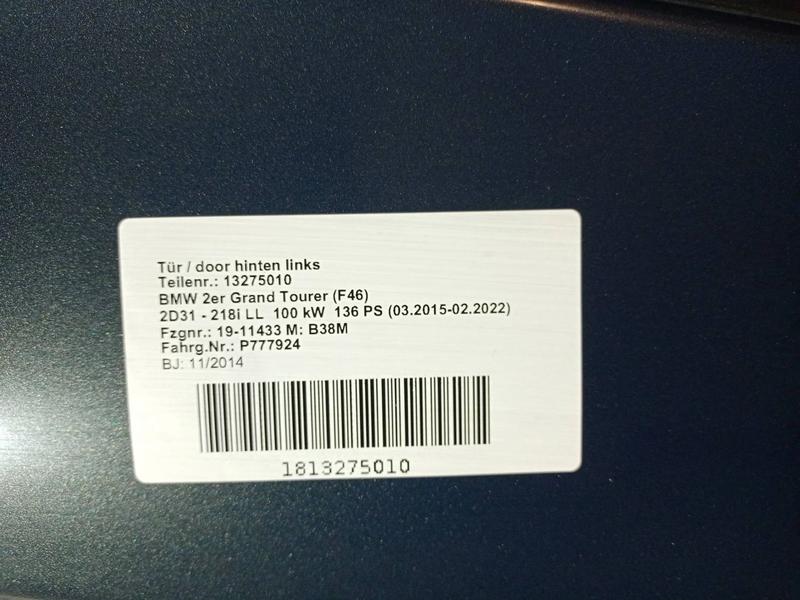 Tür / door hinten links
Teilenr.: 13275010
BMW 2er Grand Tourer (F46)
2D31 - 218i LL 100 kW 136 PS (03.2015-02.2022)
Fzgnr.: 19-11433 M: B38M
Fahrg.Nr.: P777924
BJ: 11/2014
1813275010